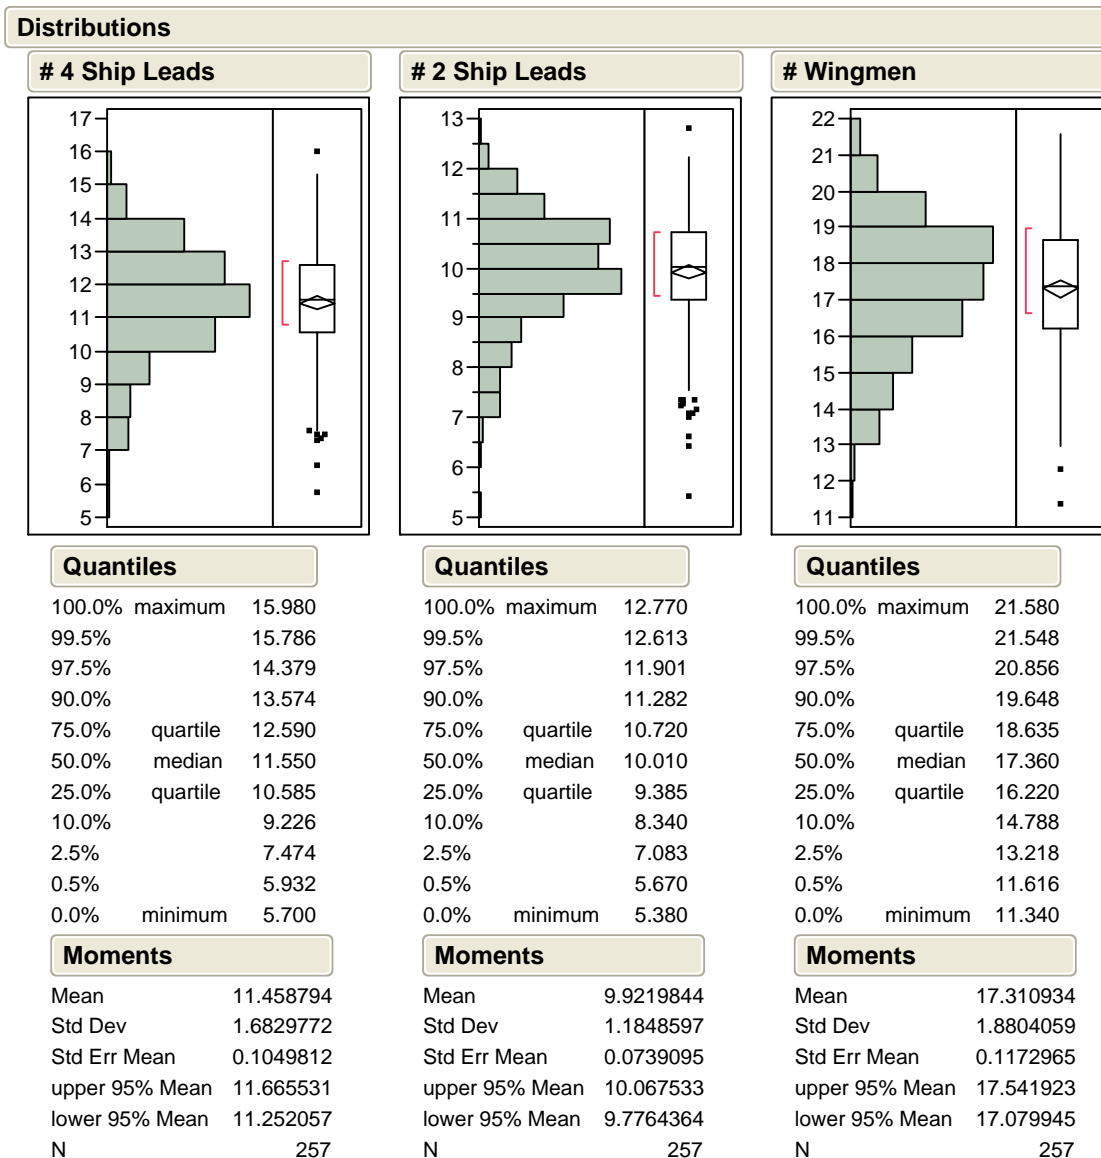 Distributions
# 4 Ship Leads
17
16
15
14
13
12
11
10
9
8
7
6
5
Quantiles
100.0% maximum 15.980
99.5% 15.786
97.5% 14.379
90.0% 13.574
75.0% quartile 12.590
50.0% median 11.550
25.0% quartile 10.585
10.0% 9.226
2.5% 7.474
0.5% 5.932
0.0% minimum 5.700
Moments
Mean 11.458794
Std Dev 1.6829772
Std Err Mean 0.1049812
upper 95% Mean 11.665531
lower 95% Mean 11.252057
N 257
# 2 Ship Leads
13
12
11
10
9
8
7
6
5
Quantiles
100.0% maximum 12.770
99.5% 12.613
97.5% 11.901
90.0% 11.282
75.0% quartile 10.720
50.0% median 10.010
25.0% quartile 9.385
10.0% 8.340
2.5% 7.083
0.5% 5.670
0.0% minimum 5.380
Moments
Mean 9.9219844
Std Dev 1.1848597
Std Err Mean 0.0739095
upper 95% Mean 10.067533
lower 95% Mean 9.7764364
N 257
# Wingmen
22
21
20
19
18
17
16
15
14
13
12
11
Quantiles
100.0% maximum 21.580
99.5% 21.548
97.5% 20.856
90.0% 19.648
75.0% quartile 18.635
50.0% median 17.360
25.0% quartile 16.220
10.0% 14.788
2.5% 13.218
0.5% 11.616
0.0% minimum 11.340
Moments
Mean 17.310934
Std Dev 1.8804059
Std Err Mean 0.1172965
upper 95% Mean 17.541923
lower 95% Mean 17.079945
N 257